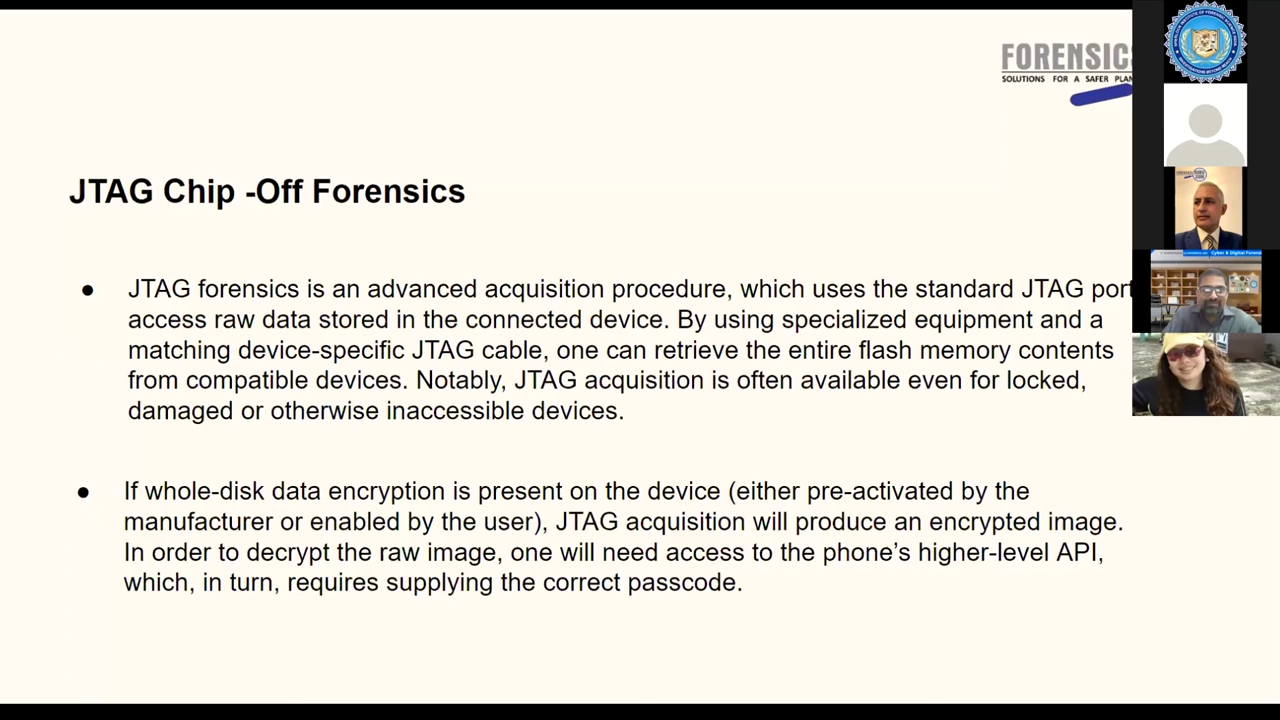 FORENSICS
SOLUTIONS FOR A SAFER PLAN
JTAG Chip -Off Forensics
● JTAG forensics is an advanced acquisition procedure, which uses the standard JTAG port
access raw data stored in the connected device. By using specialized equipment and a
matching device-specific JTAG cable, one can retrieve the entire flash memory contents
from compatible devices. Notably, JTAG acquisition is often available even for locked,
damaged or otherwise inaccessible devices.
● If whole-disk data encryption is present on the device (either pre-activated by the
manufacturer or enabled by the user), JTAG acquisition will produce an encrypted image.
In order to decrypt the raw image, one will need access to the phone’s higher-level API,
which, in turn, requires supplying the correct passcode.
Cyber & Digital Forensi